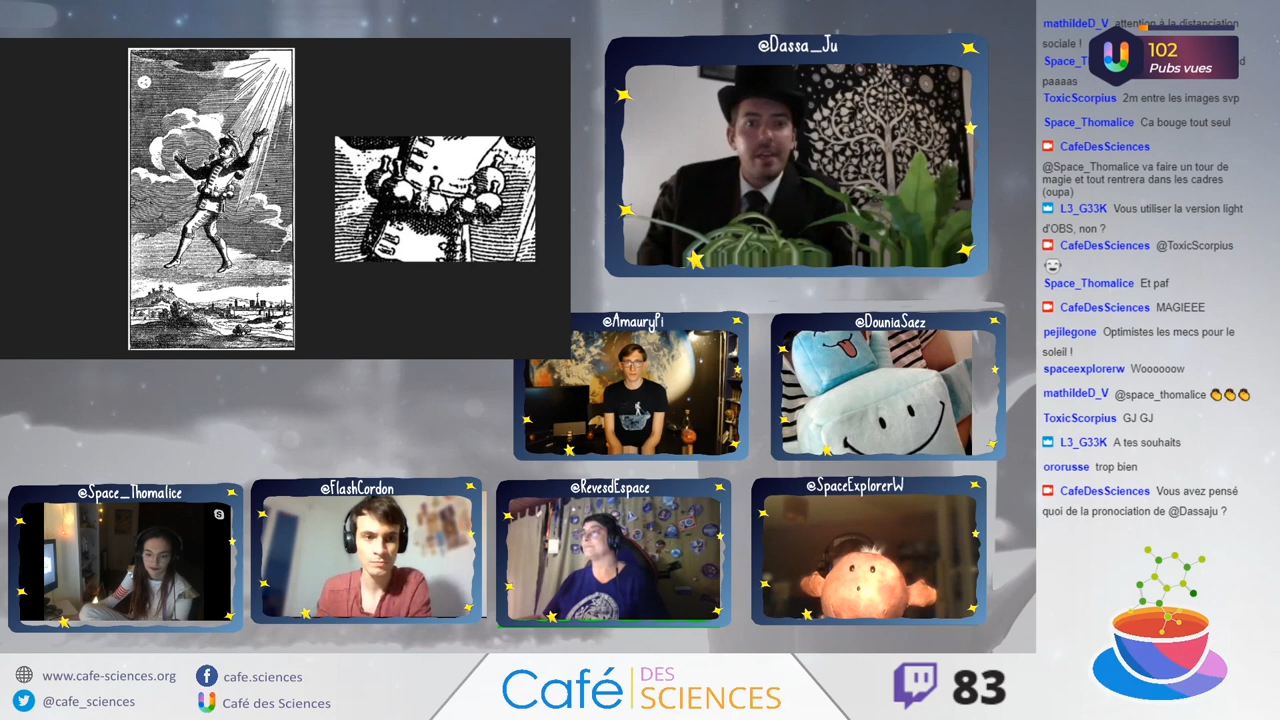 @Dassa_Ju
@AmauryPi
@DouniaSaez
@Space_Thomalice
@FlashCordon
@RevesdEspace
@SpaceExplorerW
mathildeD_V attention à la distanciation
sociale !
102
Pubs vues
paaaas
ToxicScorpius 2m entre les images svp
Space_Thomalice Ca bouge tout seul
CafeDesSciences
@Space_Thomalice va faire un tour de
magie et tout rentrera dans les cadres
(oupa)
L3_G33K Vous utiliser la version light
d'OBS, non ?
CafeDesSciences @ToxicScorpius
Space_Thomalice Et paf
CafeDesSciences MAGIEEE
pejilegone Optimistes les mecs pour le
soleil !
spaceexplorerw Woooooow
mathildeD_V @space_thomalice 👏👏👏
ToxicScorpius GJ GJ
L3_G33K A tes souhaits
ororusse trop bien
CafeDesSciences Vous avez pensé
quoi de la pronociation de @Dassaju ?
www.cafe-sciences.org
cafe.sciences
@cafe_sciences
Café des Sciences
Café DES
SCIENCES
83